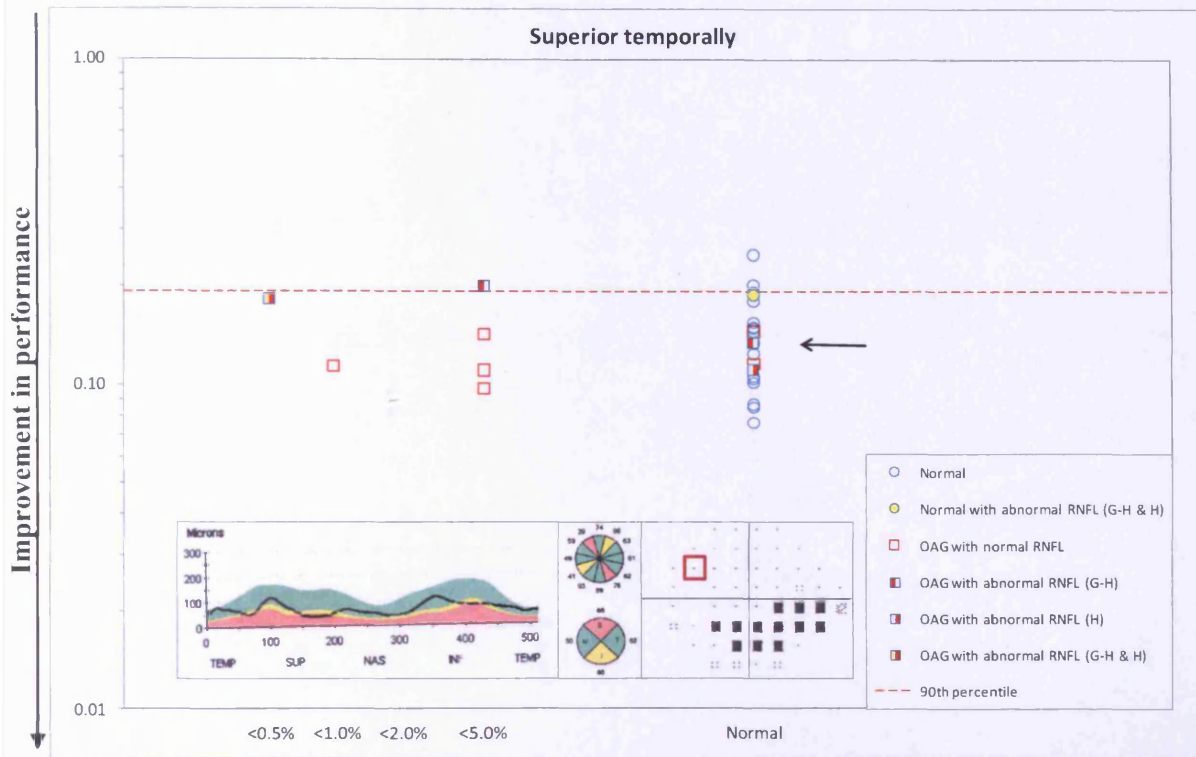 Superior temporally
Improvement in performance
1.00
0.10
0.01
Normal
Normal with abnormal RNFL (G-H & H)
OAG with normal RNFL
OAG with abnormal RNFL (G-H)
OAG with abnormal RNFL (H)
OAG with abnormal RNFL (G-H & H)
90th percentile
Microns
300
200
100
0
0 100 200 300 400 500
TEMP SUP NAS INF TEMP
<0.5% <1.0% <2.0% <5.0% Normal